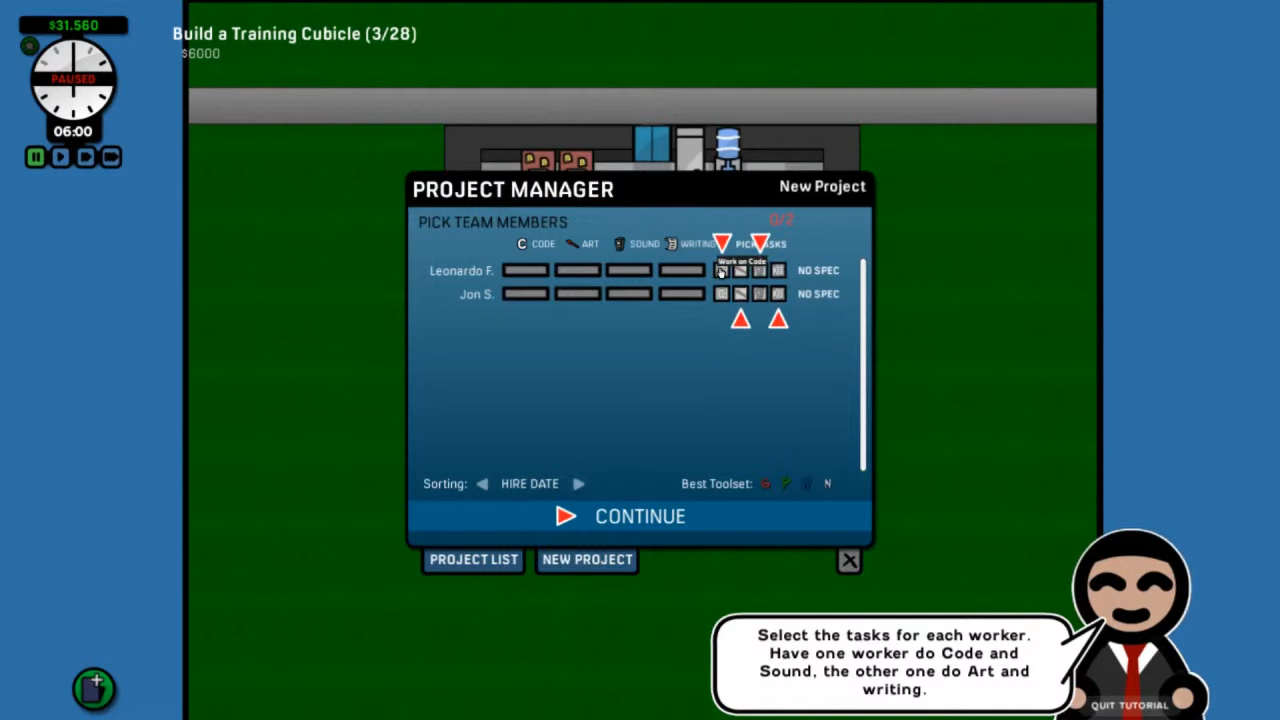 $31.560
Build a Training Cubicle (3/28)
$6000
PAUSED
06:00
PROJECT MANAGER
New Project
PICK TEAM MEMBERS
0/2
C CODE ART SOUND WRITING PICK TASKS
Work on Code
Leonardo F. NO SPEC
Jon S. NO SPEC
Sorting: HIRE DATE Best Toolset: N
CONTINUE
PROJECT LIST NEW PROJECT X
Select the tasks for each worker.
Have one worker do Code and
Sound, the other one do Art and
writing.
QUIT TUTORIAL